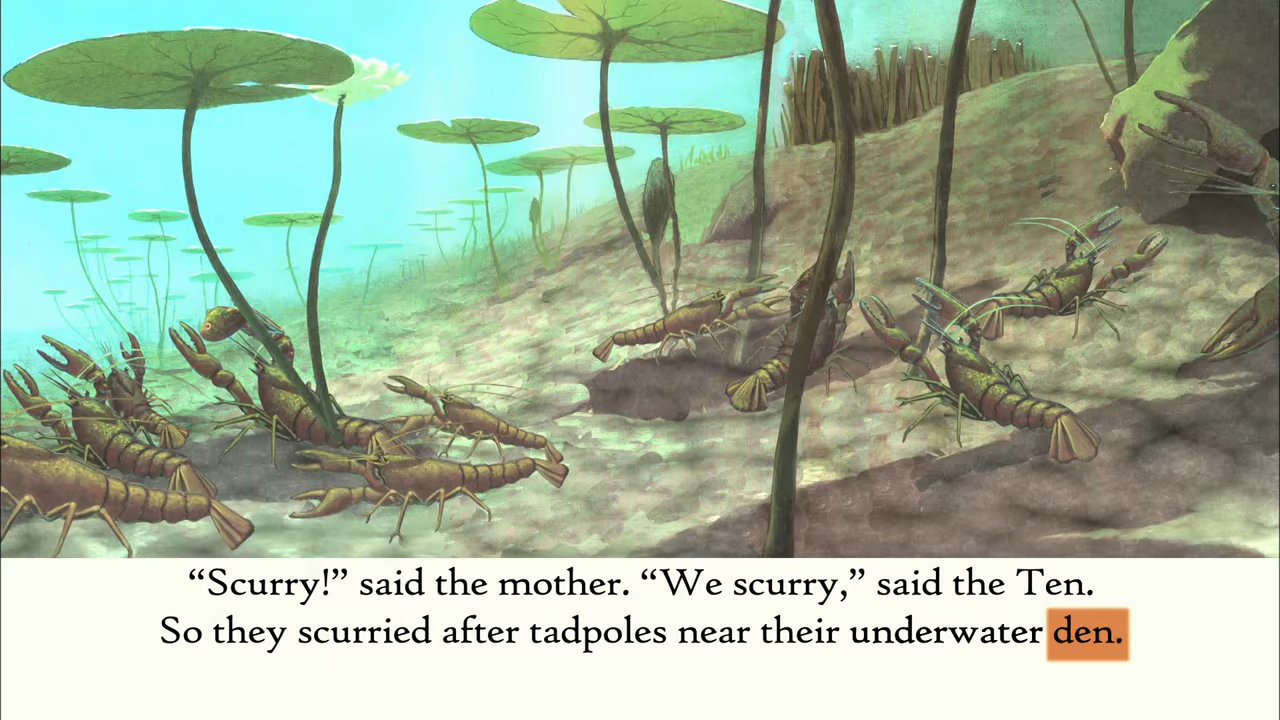 “Scurry!” said the mother. “We scurry,” said the Ten.
So they scurried after tadpoles near their underwater den.